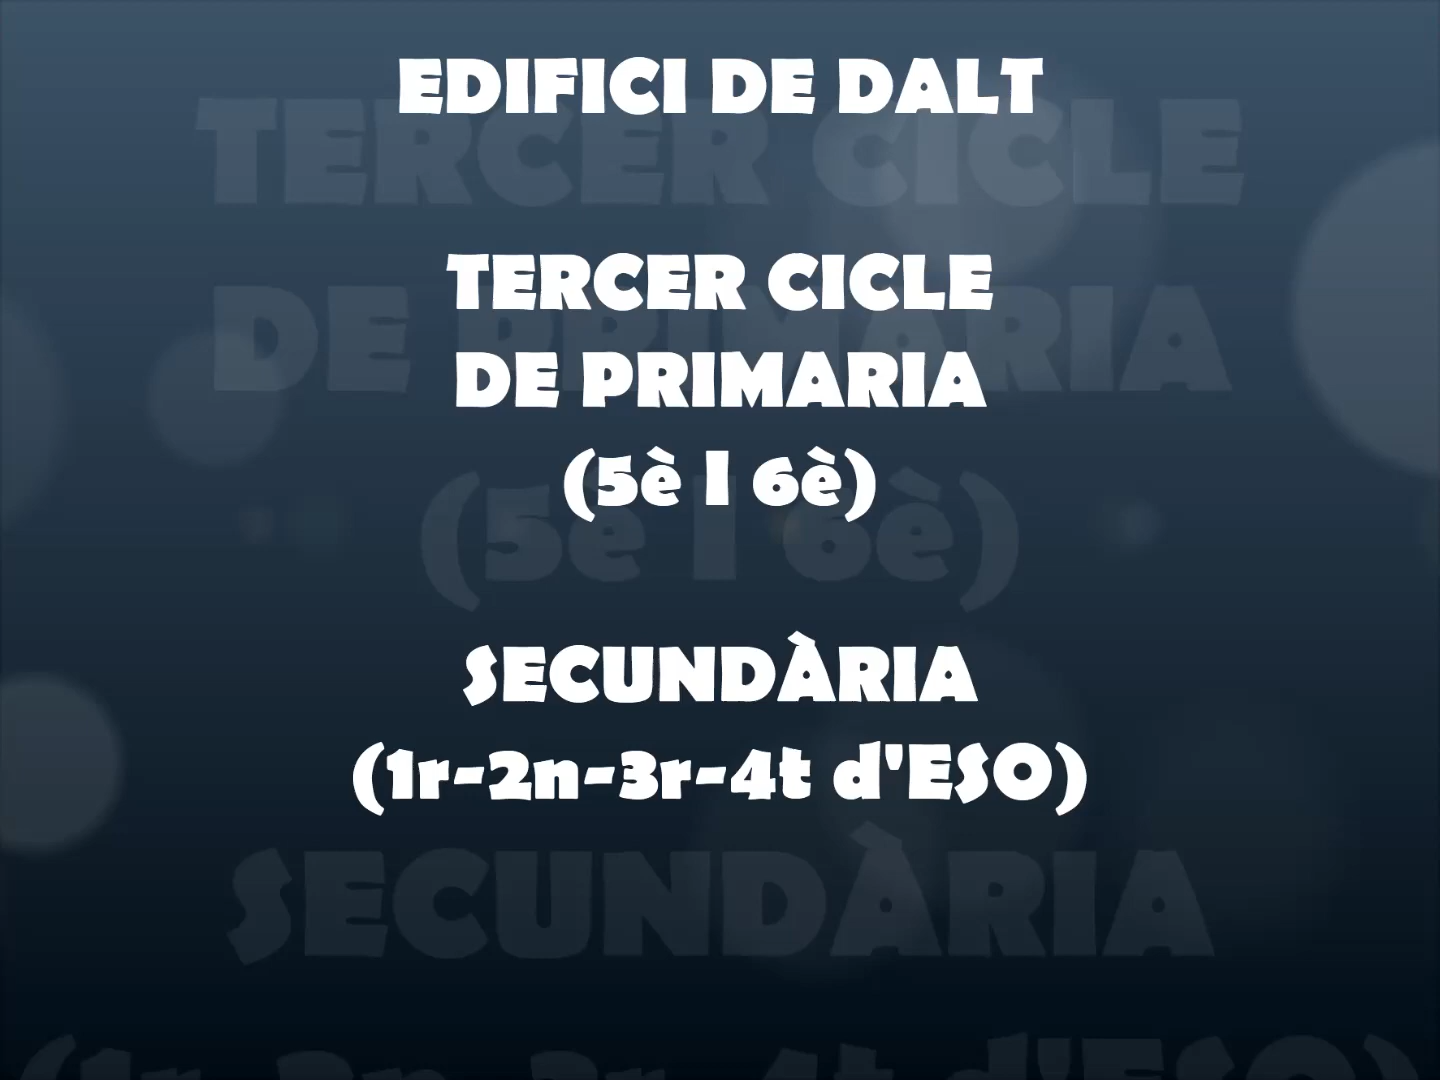 EDIFICI DE DALT
TERCER CICLE
DE PRIMARIA
(5è I 6è)
SECUNDÀRIA
(1r-2n-3r-4t d'ESO)